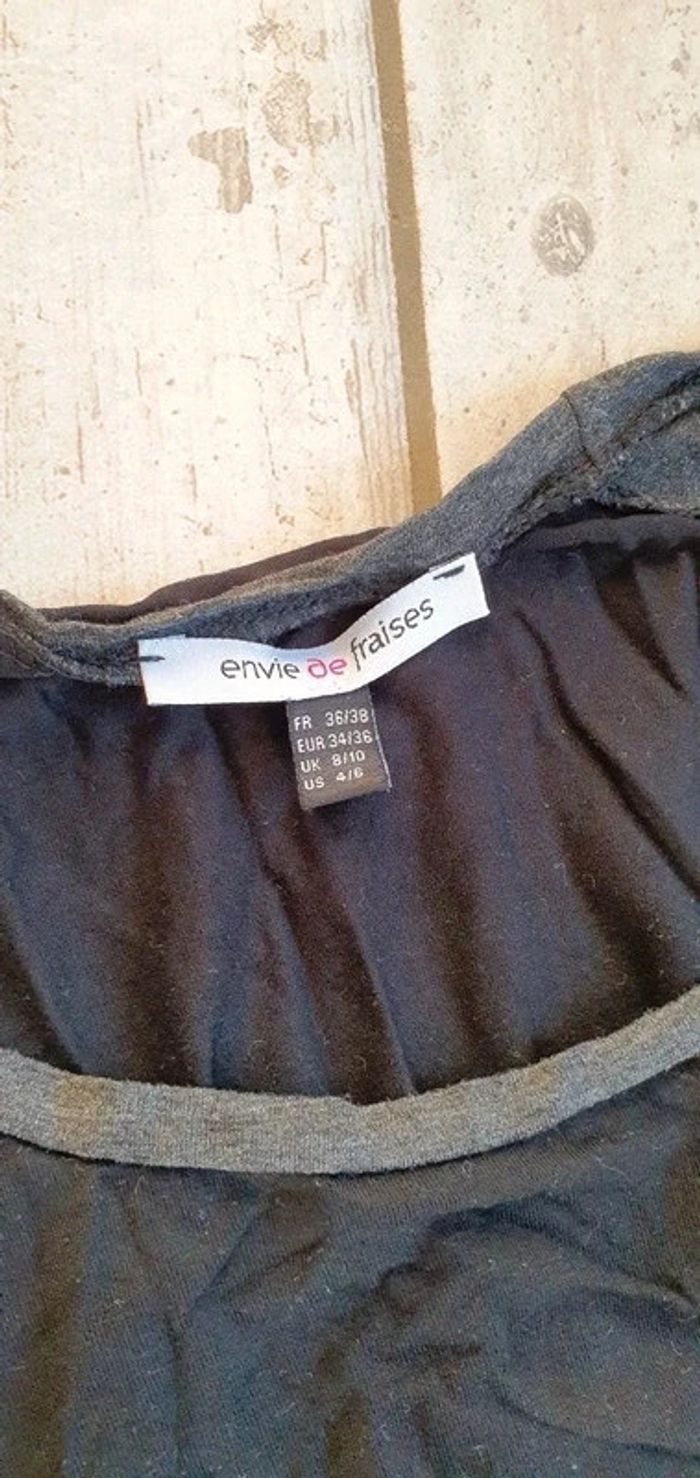 envie de fraises
FR 36/38
EUR 34/36
UK 8/10
US 4/6